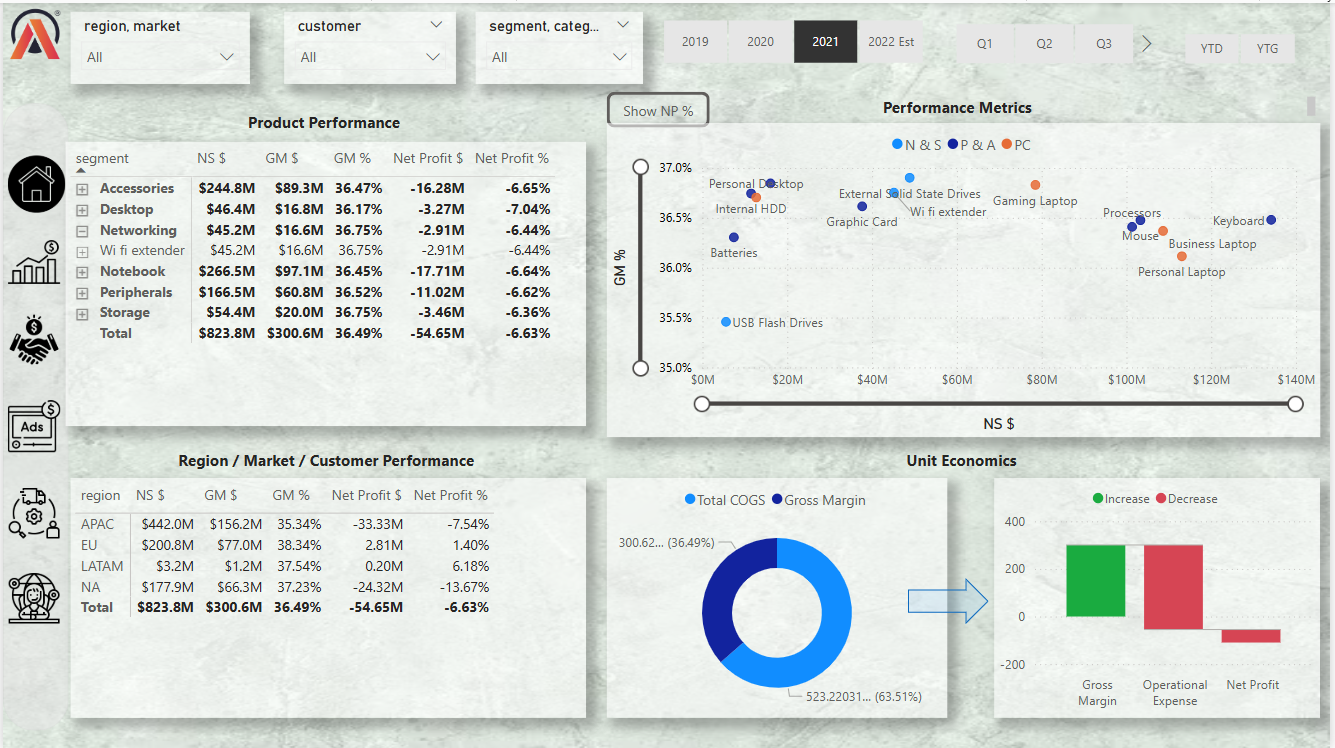 region, market
All
customer
All
segment, categ...
All
2019 2020 2021 2022 Est
Q1 Q2 Q3
YTD YTG
Product Performance
segment NS $ GM $ GM % Net Profit $ Net Profit %
Accessories $244.8M $89.3M 36.47% -16.28M -6.65%
Desktop $46.4M $16.8M 36.17% -3.27M -7.04%
Networking $45.2M $16.6M 36.75% -2.91M -6.44%
Wi fi extender $45.2M $16.6M 36.75% -2.91M -6.44%
Notebook $266.5M $97.1M 36.45% -17.71M -6.64%
Peripherals $166.5M $60.8M 36.52% -11.02M -6.62%
Storage $54.4M $20.0M 36.75% -3.46M -6.36%
Total $823.8M $300.6M 36.49% -54.65M -6.63%
Ads
Show NP %
Performance Metrics
N & S P & A PC
GM %
37.0%
36.5%
36.0%
35.5%
35.0%
Personal Desktop
Internal HDD
Batteries
USB Flash Drives
External Solid State Drives
Wi fi extender
Graphic Card
Gaming Laptop
Processors
Mouse
Keyboard
Business Laptop
Personal Laptop
$0M $20M $40M $60M $80M $100M $120M $140M
NS $
Region / Market / Customer Performance
region NS $ GM $ GM % Net Profit $ Net Profit %
APAC $442.0M $156.2M 35.34% -33.33M -7.54%
EU $200.8M $77.0M 38.34% 2.81M 1.40%
LATAM $3.2M $1.2M 37.54% 0.20M 6.18%
NA $177.9M $66.3M 37.23% -24.32M -13.67%
Total $823.8M $300.6M 36.49% -54.65M -6.63%
Unit Economics
Total COGS Gross Margin
300.62... (36.49%)
523.22031... (63.51%)
Increase Decrease
400
200
0
-200
Gross Margin
Operational Expense
Net Profit